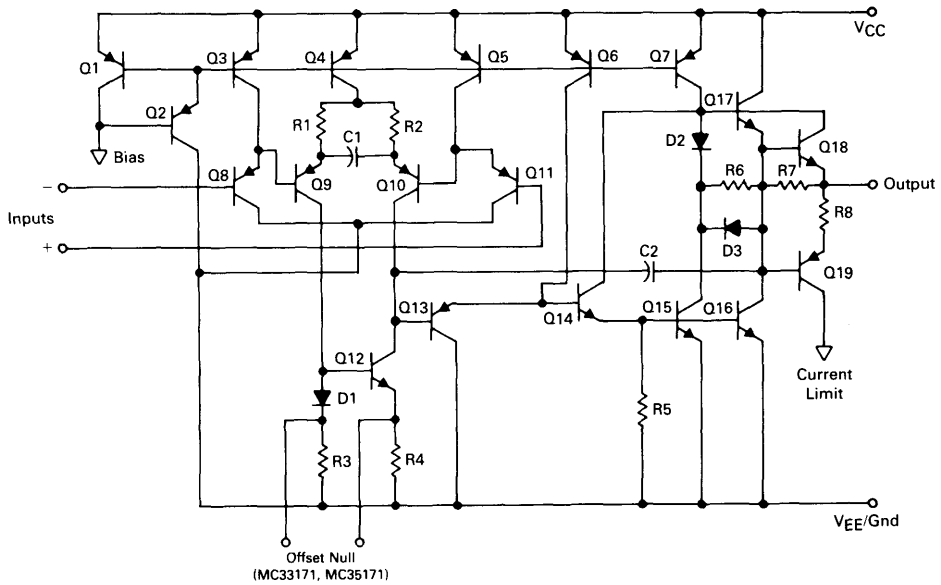 VCC
Q1
Q3
Q4
Q5
Q6
Q7
Q2
Q17
Q18
R1
C1
R2
D2
Bias
Q8
Q9
Q10
Q11
R6
R7
Output
−
Inputs
+
D3
R8
C2
Q19
Q13
Q14
Q15
Q16
Q12
D1
Current
Limit
R5
R3
R4
VEE/Gnd
Offset Null
(MC33171, MC35171)